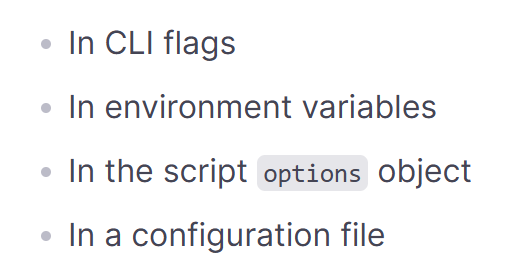 In CLI flags
In environment variables
In the script options object
In a configuration file